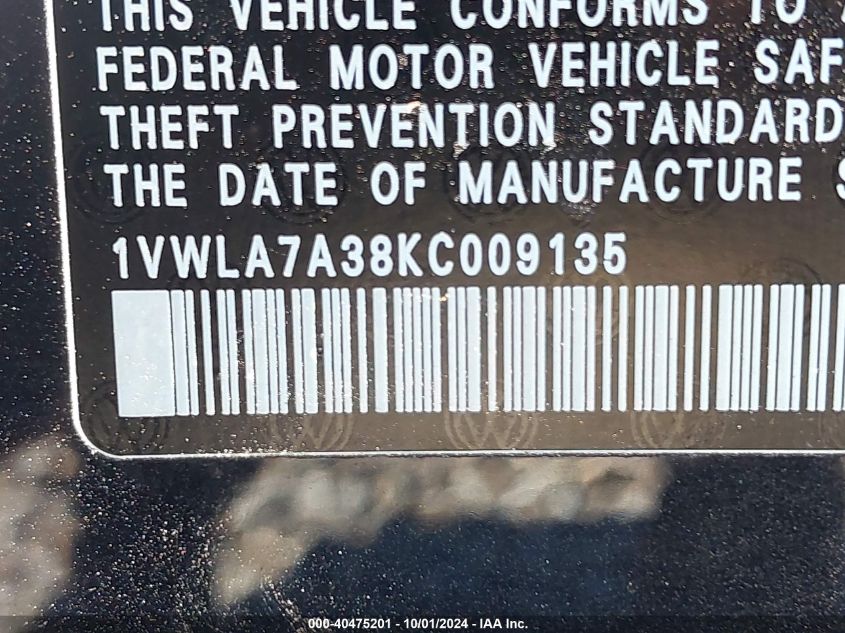 THIS VEHICLE CONFORMS TO
FEDERAL MOTOR VEHICLE SAF
THEFT PREVENTION STANDARD
THE DATE OF MANUFACTURE S
1VWLA7A38KC009135
000-40475201 - 10/01/2024 - IAA Inc.